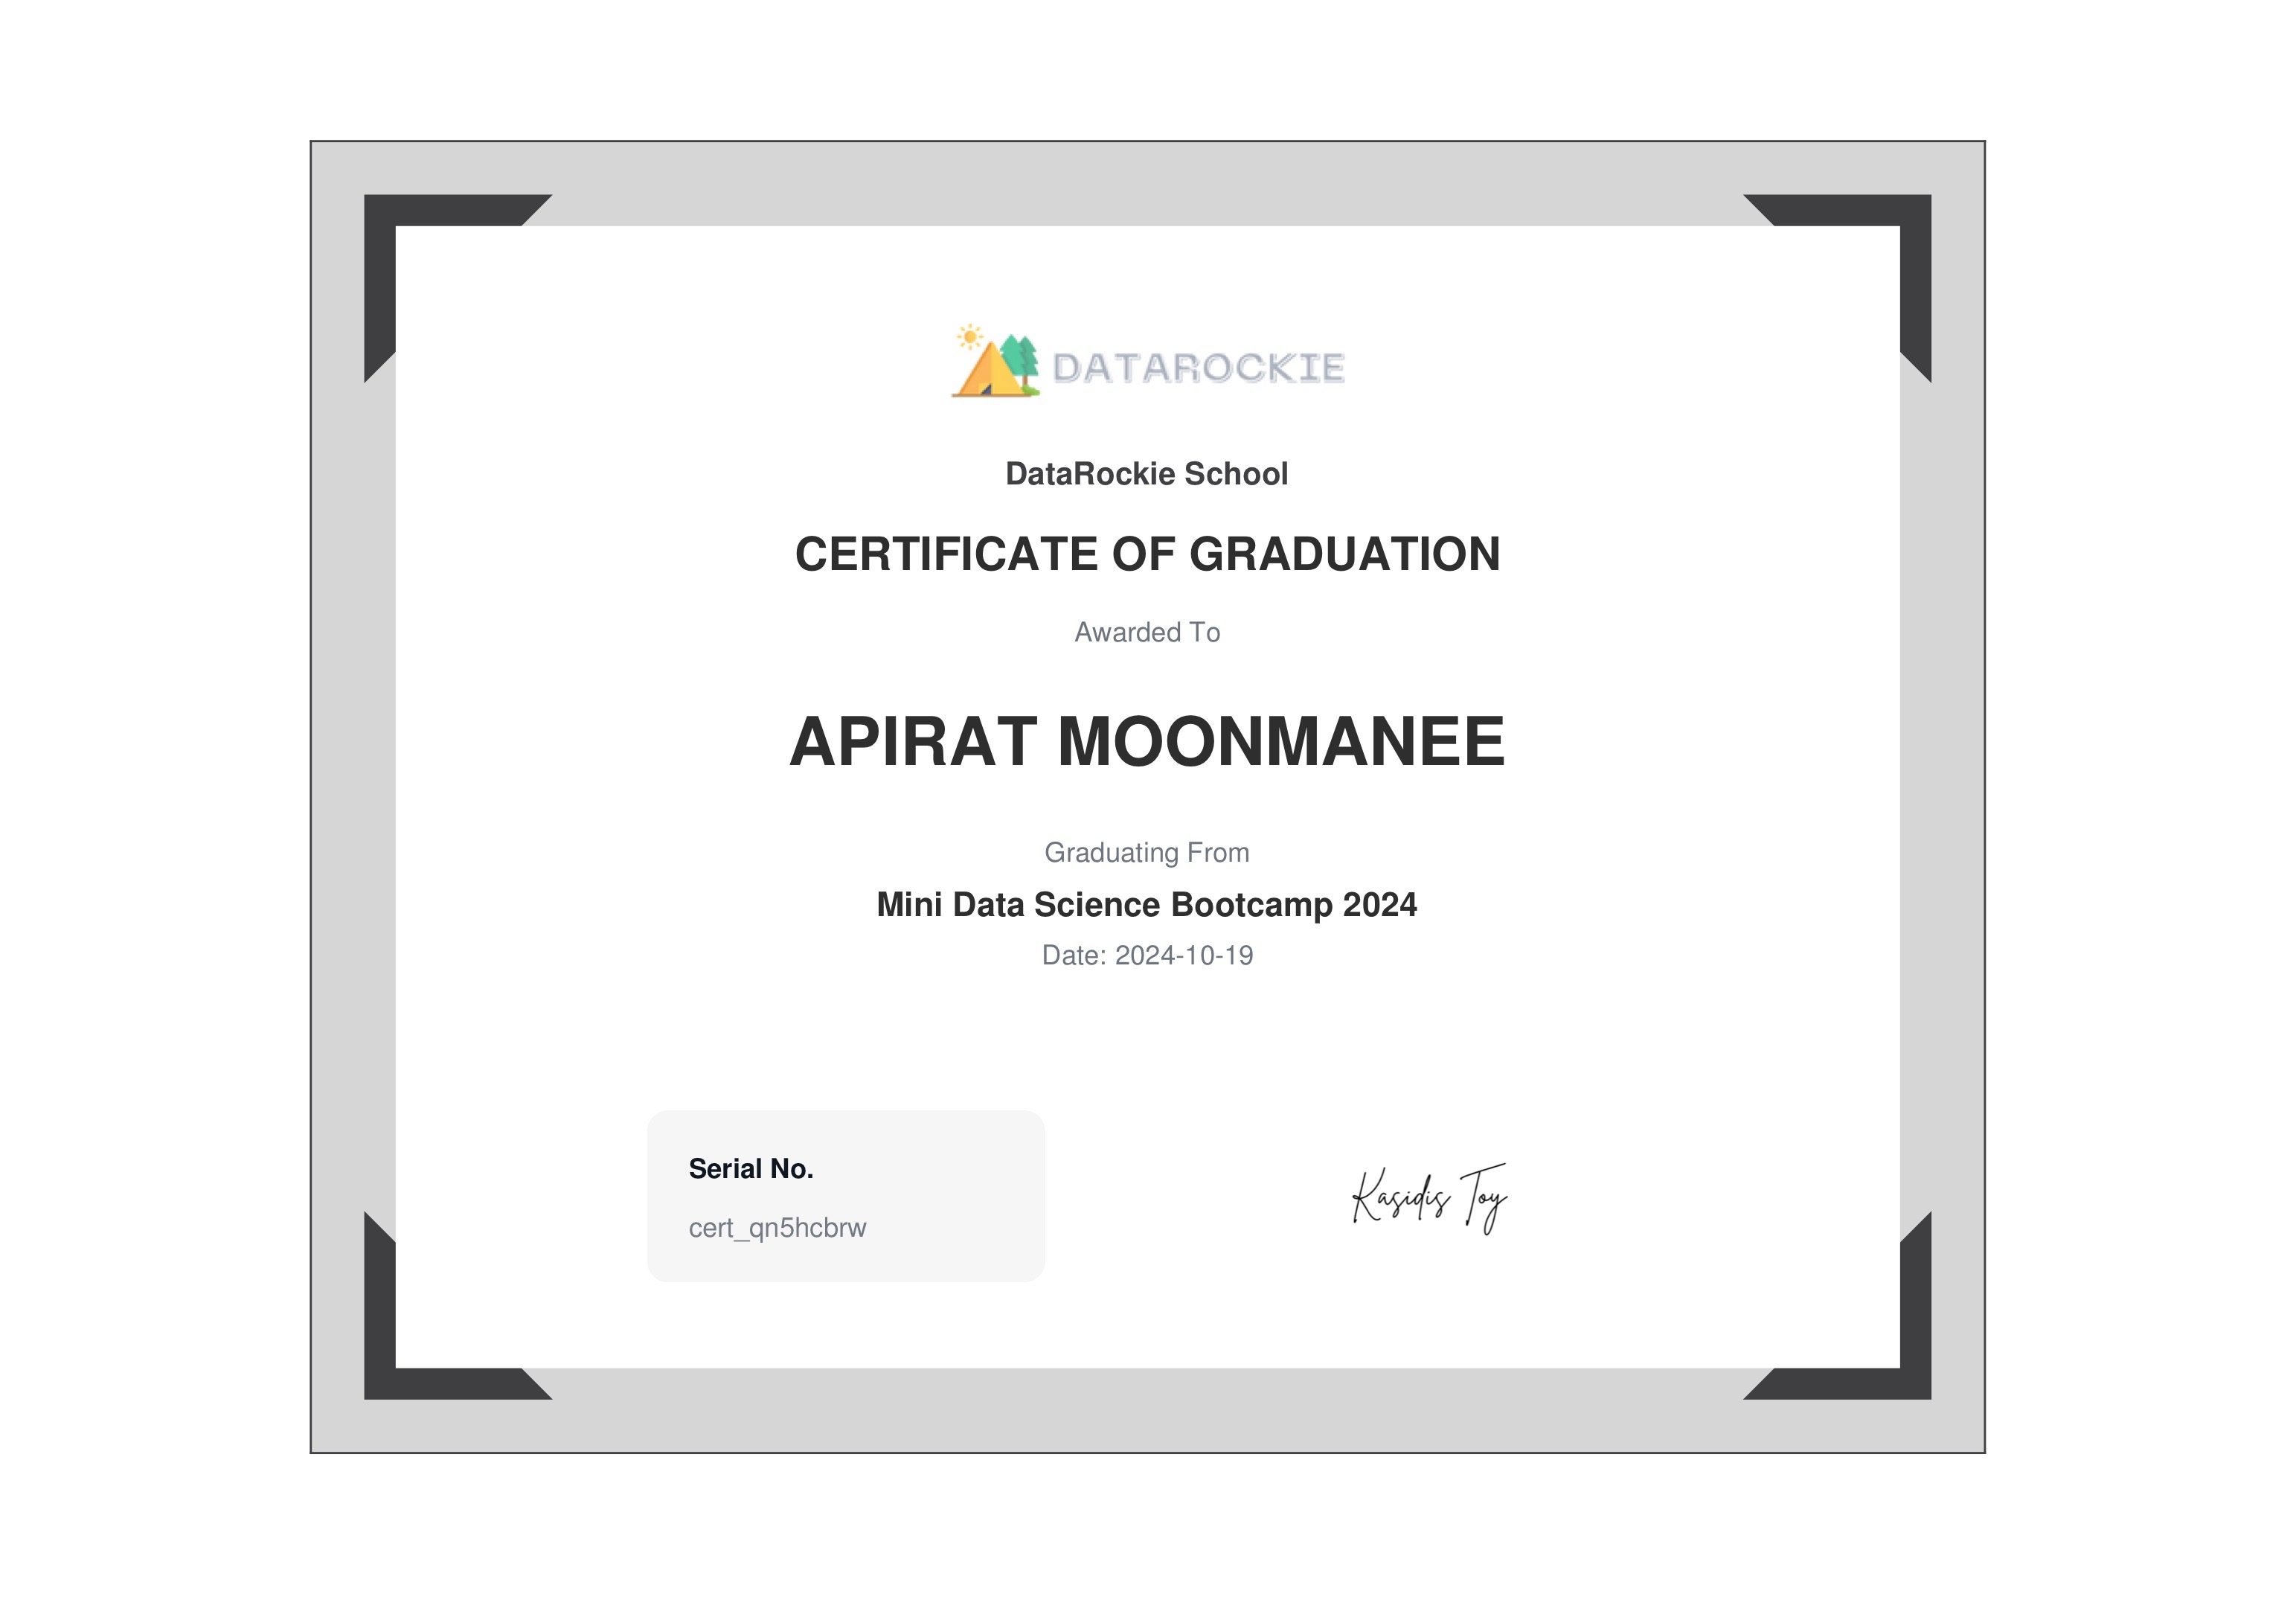 DATAROCKIE
DataRockie School
CERTIFICATE OF GRADUATION
Awarded To
APIRAT MOONMANEE
Graduating From
Mini Data Science Bootcamp 2024
Date: 2024-10-19
Serial No.
cert_qn5hcbrw
Kasidis Toy